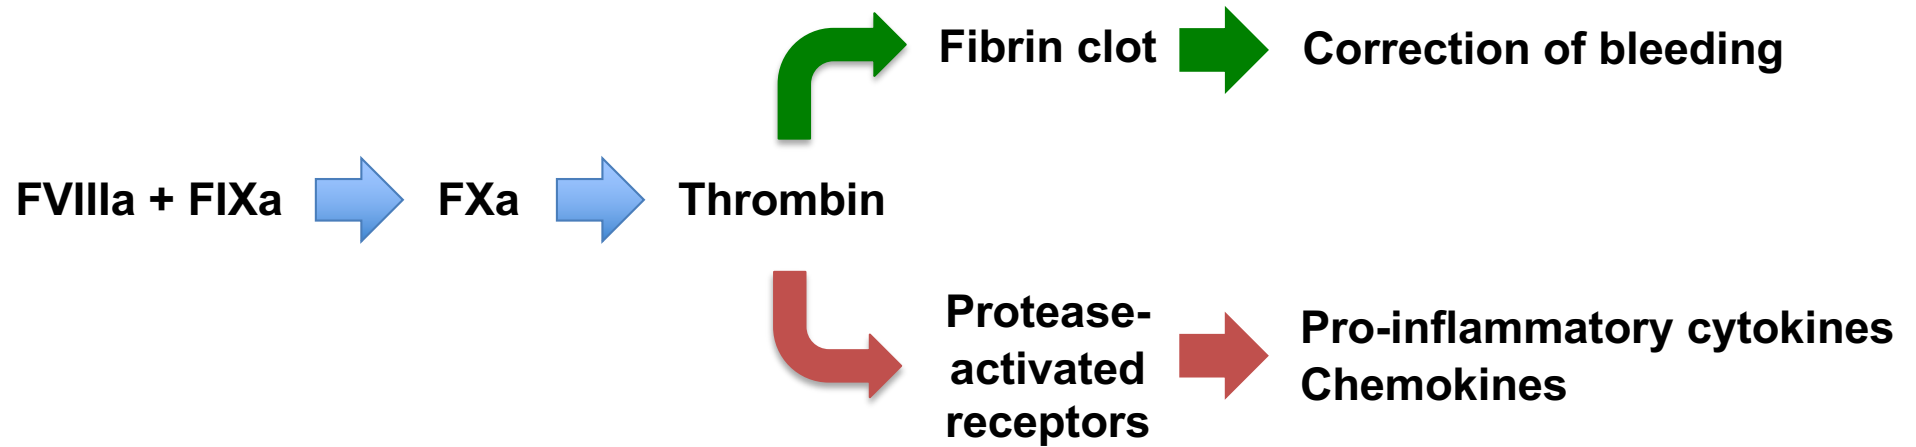 Fibrin clot
Correction of bleeding
FVIIIa + FIXa
FXa
Thrombin
Protease-
activated
receptors
Pro-inflammatory cytokines
Chemokines